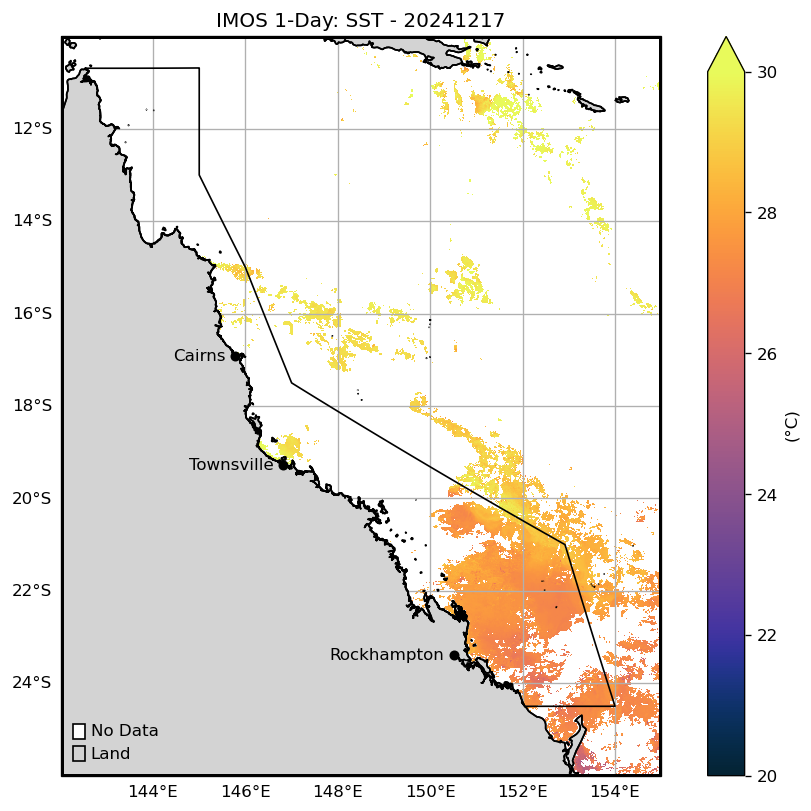 IMOS 1-Day: SST - 20241217
12°S
14°S
16°S
18°S
20°S
22°S
24°S
Cairns
Townsville
Rockhampton
No Data
Land
144°E 146°E 148°E 150°E 152°E 154°E
30
28
26
24
22
20
(°C)